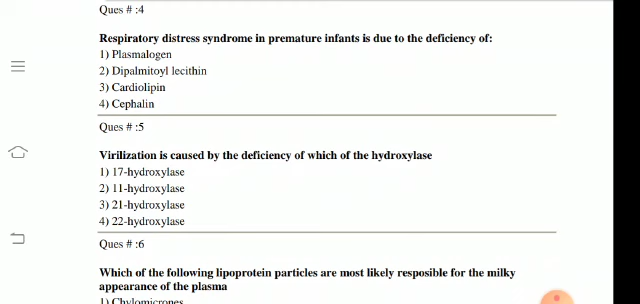 Ques # :4
Respiratory distress syndrome in premature infants is due to the deficiency of:
1) Plasmalogen
2) Dipalmitoyl lecithin
3) Cardiolipin
4) Cephalin
Ques # :5
Virilization is caused by the deficiency of which of the hydroxylase
1) 17-hydroxylase
2) 11-hydroxylase
3) 21-hydroxylase
4) 22-hydroxylase
Ques # :6
Which of the following lipoprotein particles are most likely resposible for the milky
appearance of the plasma
1) Chylomicrones